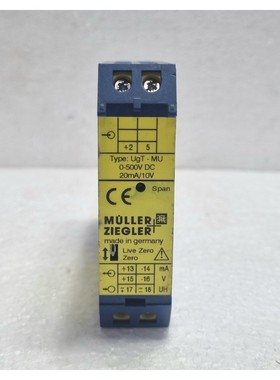 +2 5
Type: UgT - MU
0-500V DC
20mA/10V
CE Span
MÜLLER
ZIEGLER
made in germany
Live Zero
Zero
+13 -14 mA
+15 -16 V
17 18 UH